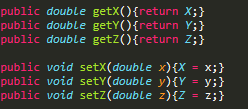 public double getX(){return X;}
public double getY(){return Y;}
public double getZ(){return Z;}
public void setX(double x){X = x;}
public void setY(double y){Y = y;}
public void setZ(double z){Z = z;}